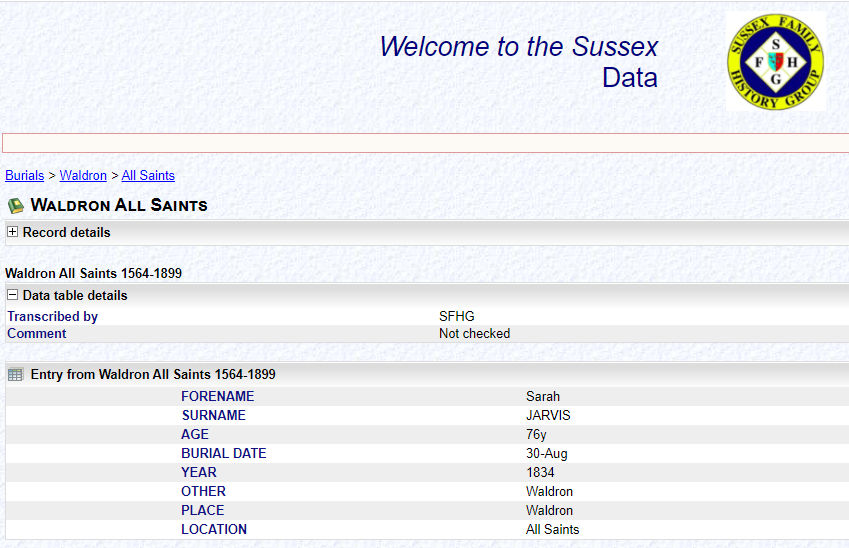 Welcome to the Sussex
Data
SUSSEX FAMILY
HISTORY GROUP
S
F H
G
Burials > Waldron > All Saints
WALDRON ALL SAINTS
Record details
Waldron All Saints 1564-1899
Data table details
Transcribed by SFHG
Comment Not checked
Entry from Waldron All Saints 1564-1899
FORENAME Sarah
SURNAME JARVIS
AGE 76y
BURIAL DATE 30-Aug
YEAR 1834
OTHER Waldron
PLACE Waldron
LOCATION All Saints